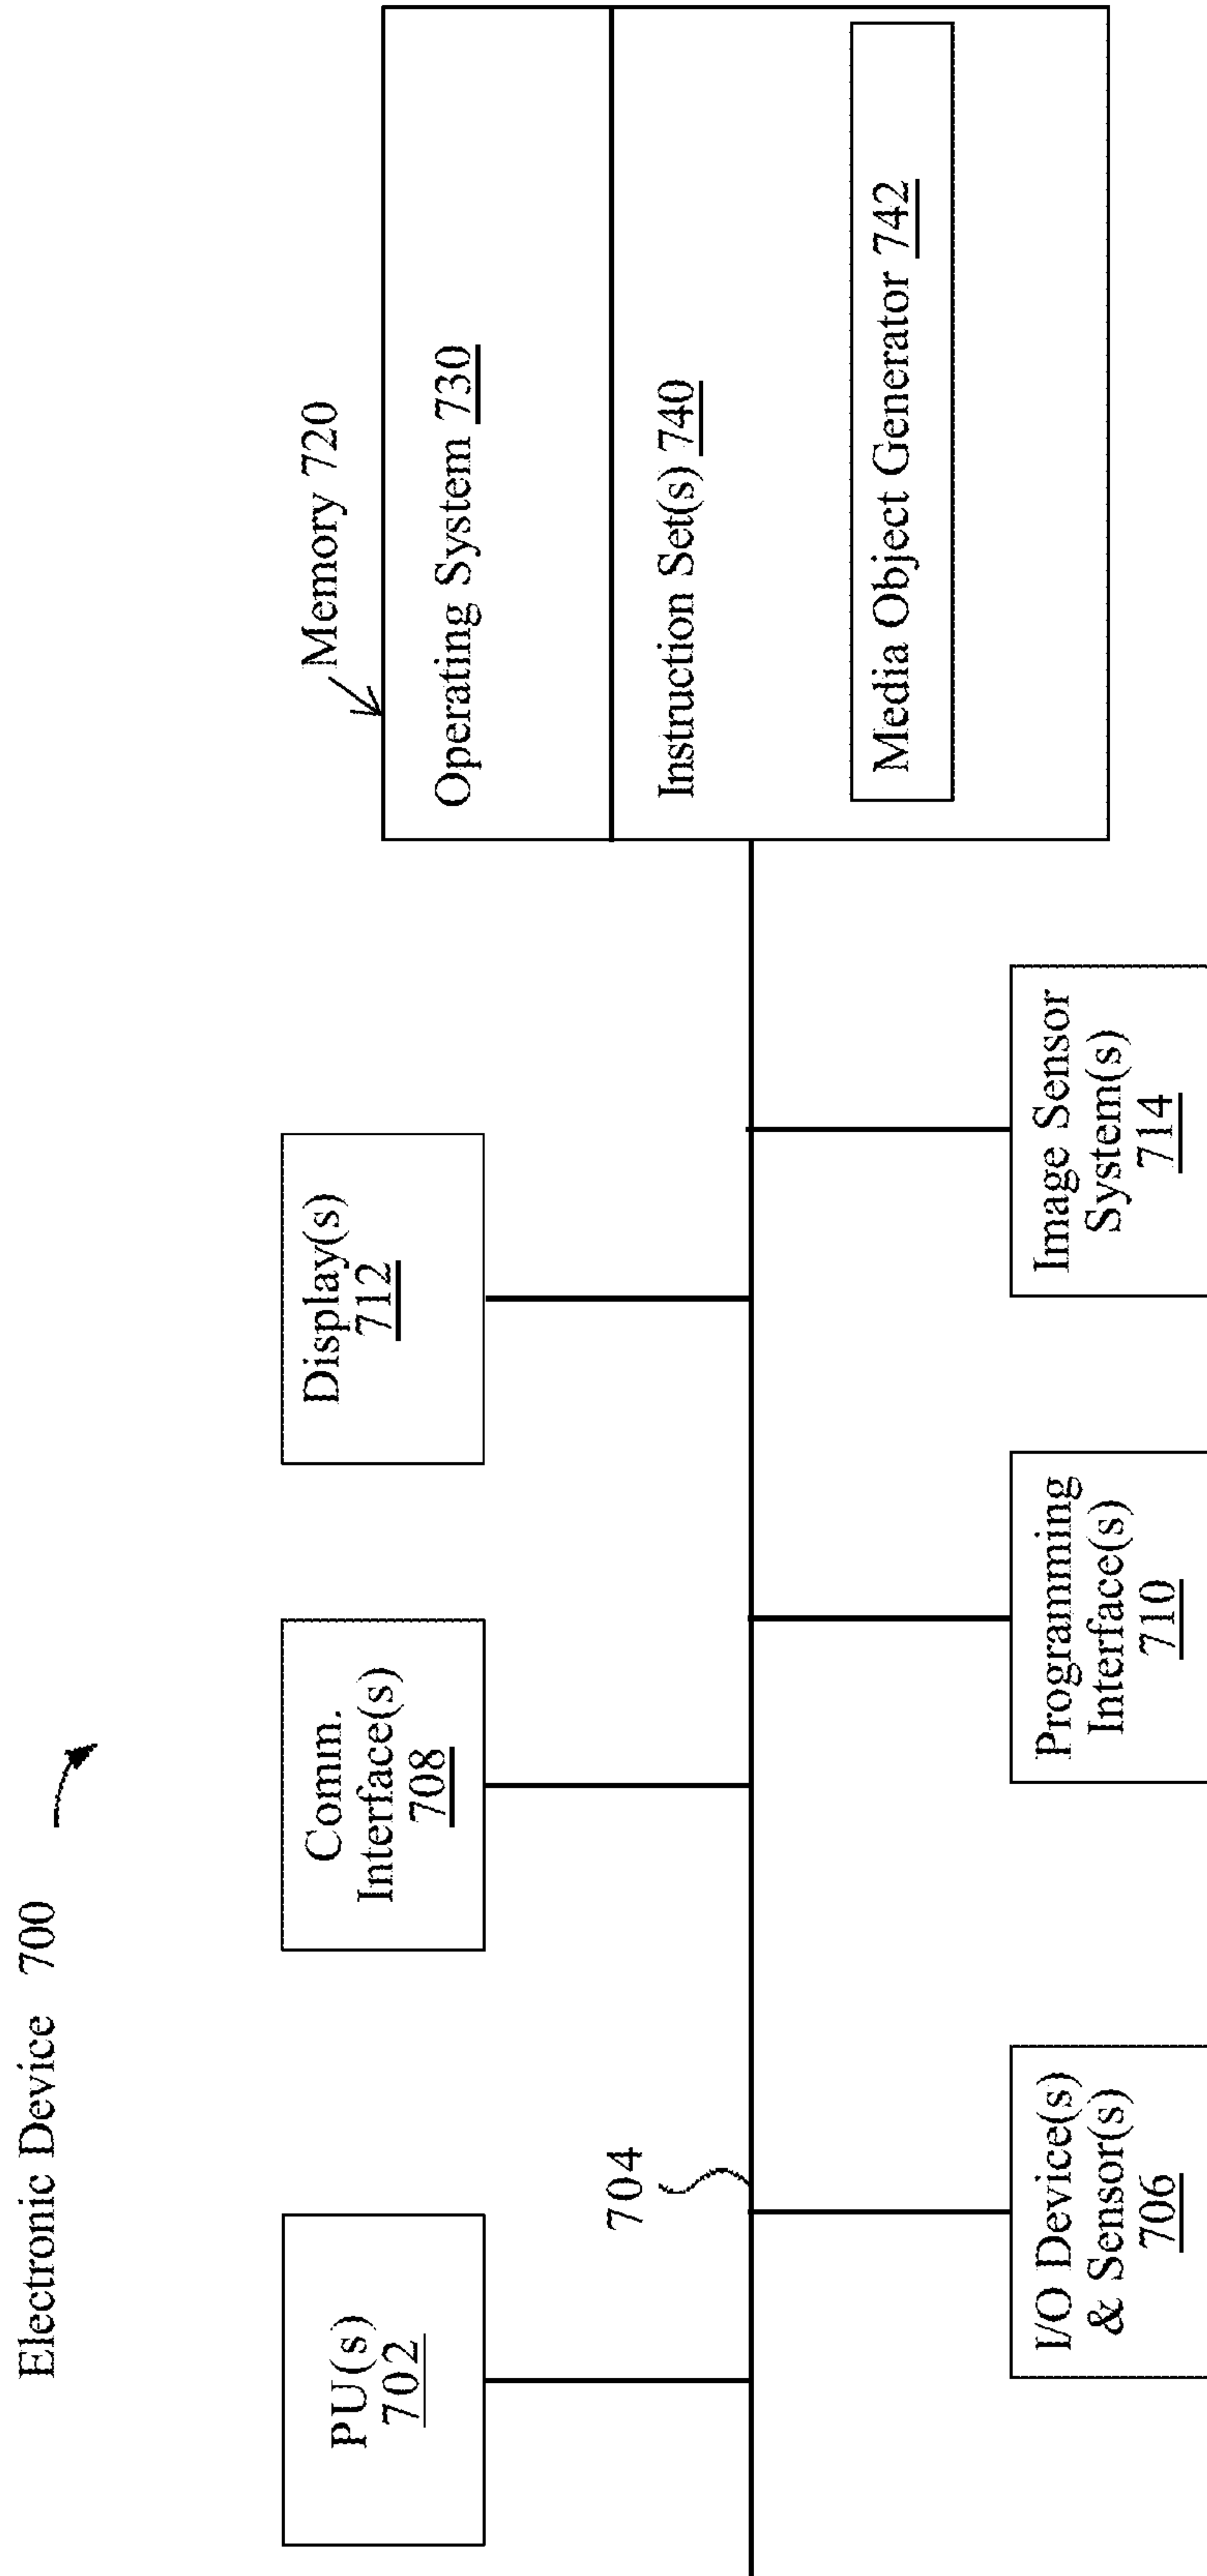 Electronic Device 700
PU(s)
702
Comm.
Interface(s)
708
Display(s)
712
Memory 720
Operating System 730
Instruction Set(s) 740
Media Object Generator 742
704
I/O Device(s)
& Sensor(s)
706
Programming
Interface(s)
710
Image Sensor
System(s)
714